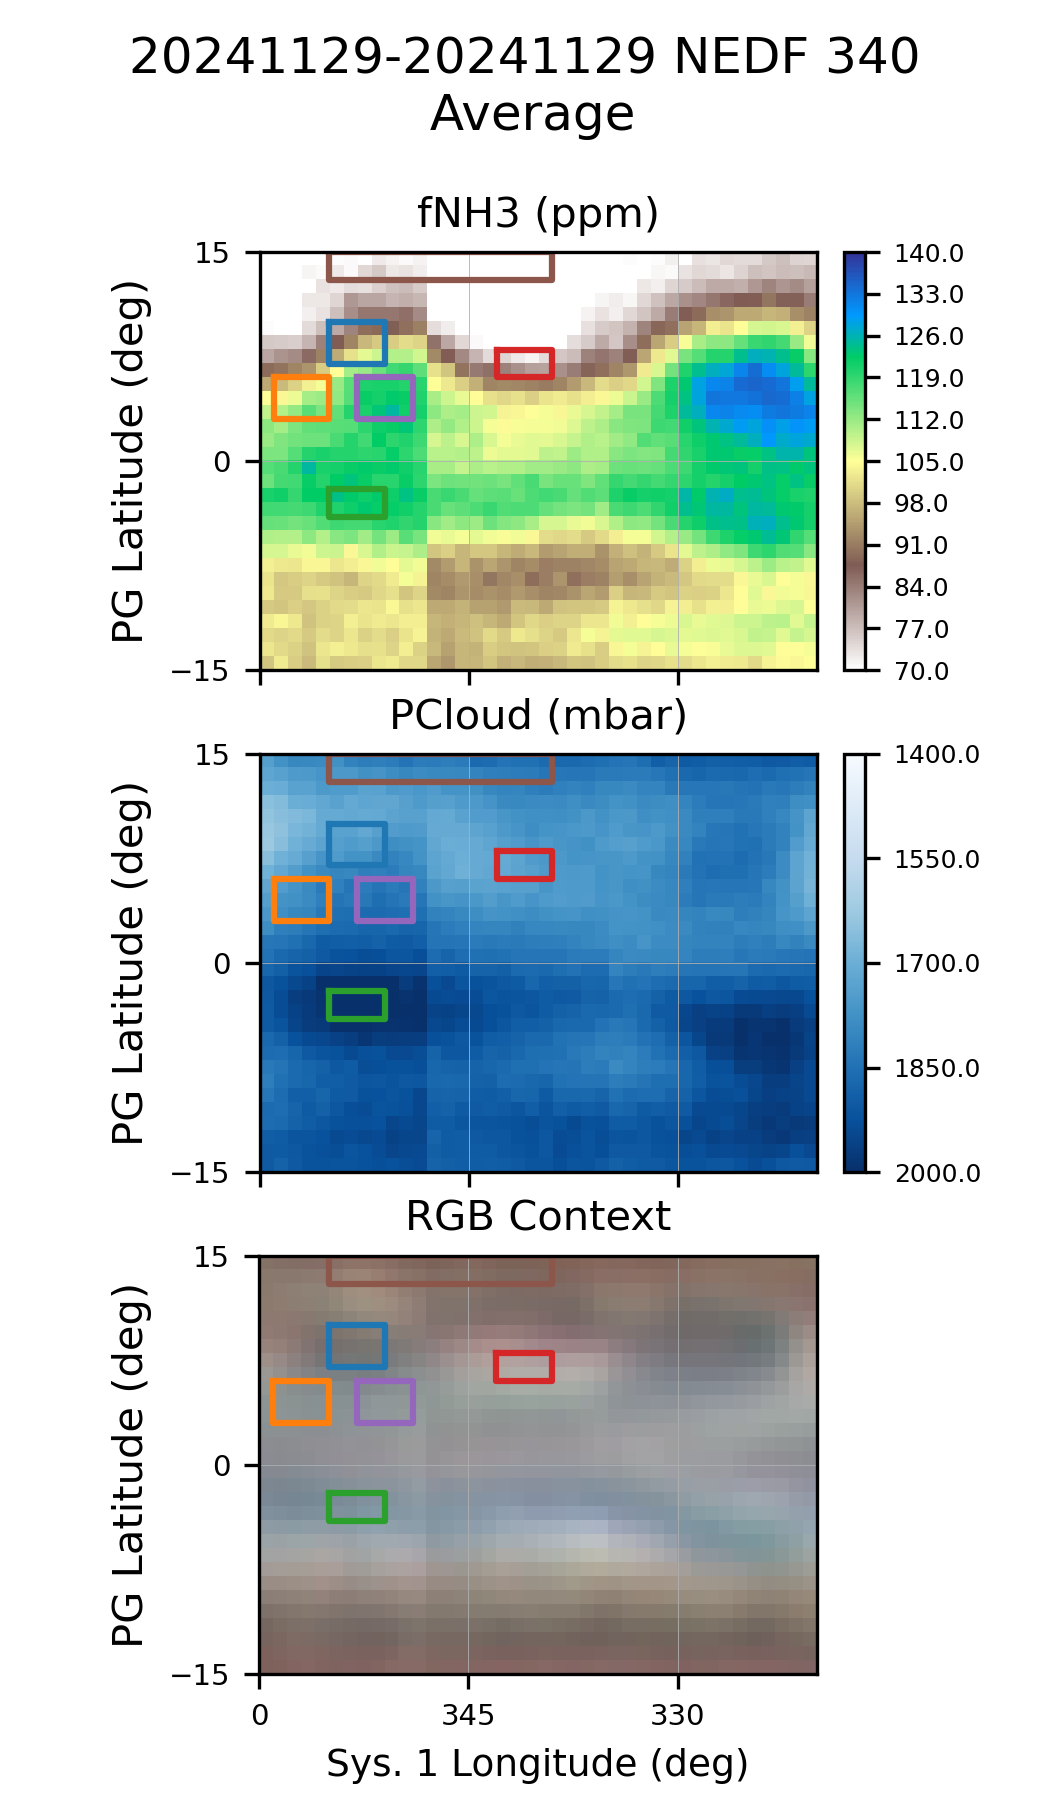 20241129-20241129 NEDF 340
Average
fNH3 (ppm)
15
0
−15
PG Latitude (deg)
140.0
133.0
126.0
119.0
112.0
105.0
98.0
91.0
84.0
77.0
70.0
PCloud (mbar)
15
0
−15
PG Latitude (deg)
1400.0
1550.0
1700.0
1850.0
2000.0
RGB Context
15
0
−15
PG Latitude (deg)
0 345 330
Sys. 1 Longitude (deg)